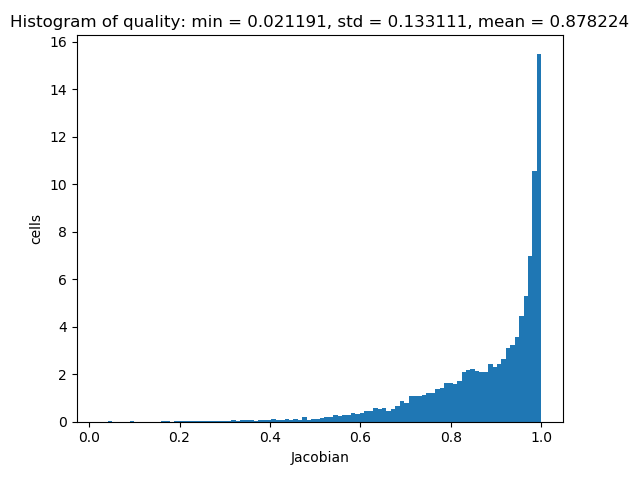 Histogram of quality: min = 0.021191, std = 0.133111, mean = 0.878224
16
14
12
10
8
6
4
2
0
cells
0.0 0.2 0.4 0.6 0.8 1.0
Jacobian